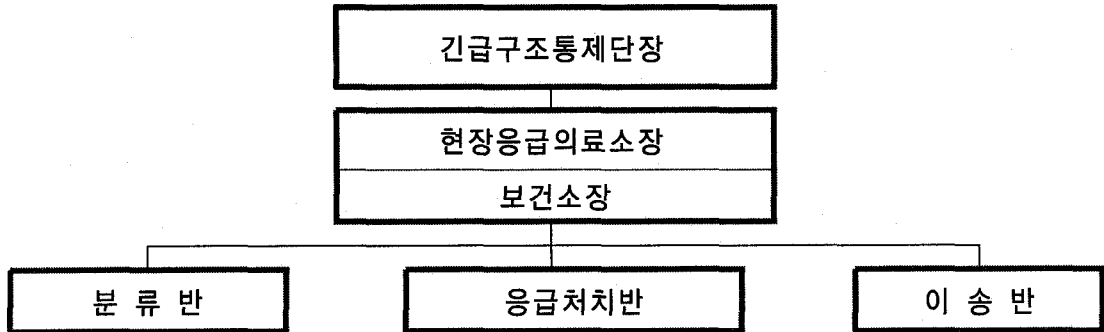 긴급구조통제단장
현장응급의료소장
보건소장
분 류 반
응급처치반
이 송 반